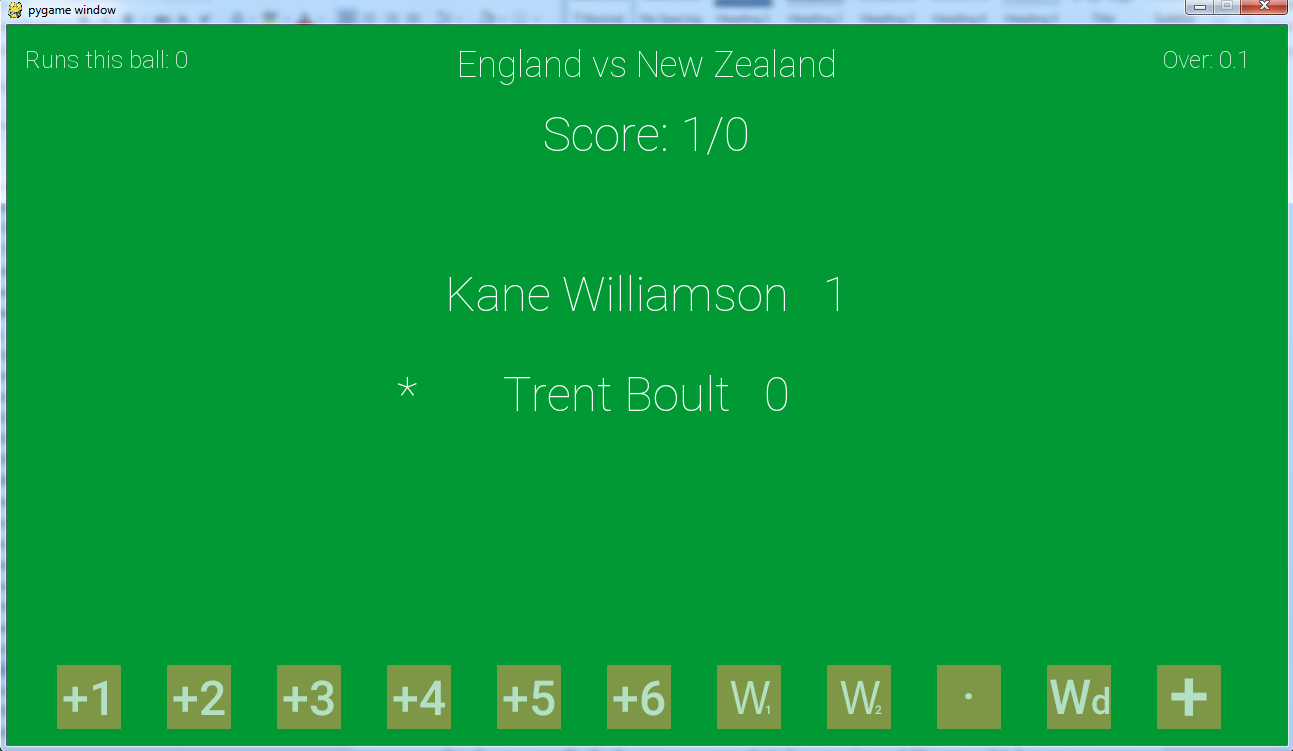 pygame window
Runs this ball: 0
England vs New Zealand
Over: 0.1
Score: 1/0
Kane Williamson 1
* Trent Boult 0
+1 +2 +3 +4 +5 +6 W1 W2 · Wd +